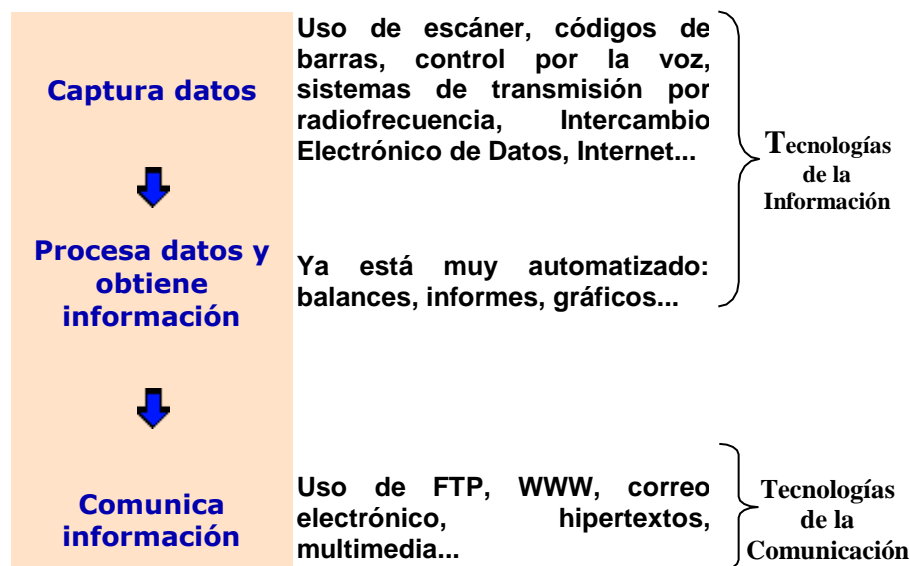 Captura datos
Uso de escáner, códigos de
barras, control por la voz,
sistemas de transmisión por
radiofrecuencia, Intercambio
Electrónico de Datos, Internet...
Procesa datos y
obtiene
información
Ya está muy automatizado:
balances, informes, gráficos...
Tecnologías
de la
Información
Comunica
información
Uso de FTP, WWW, correo
electrónico, hipertextos,
multimedia...
Tecnologías
de la
Comunicación